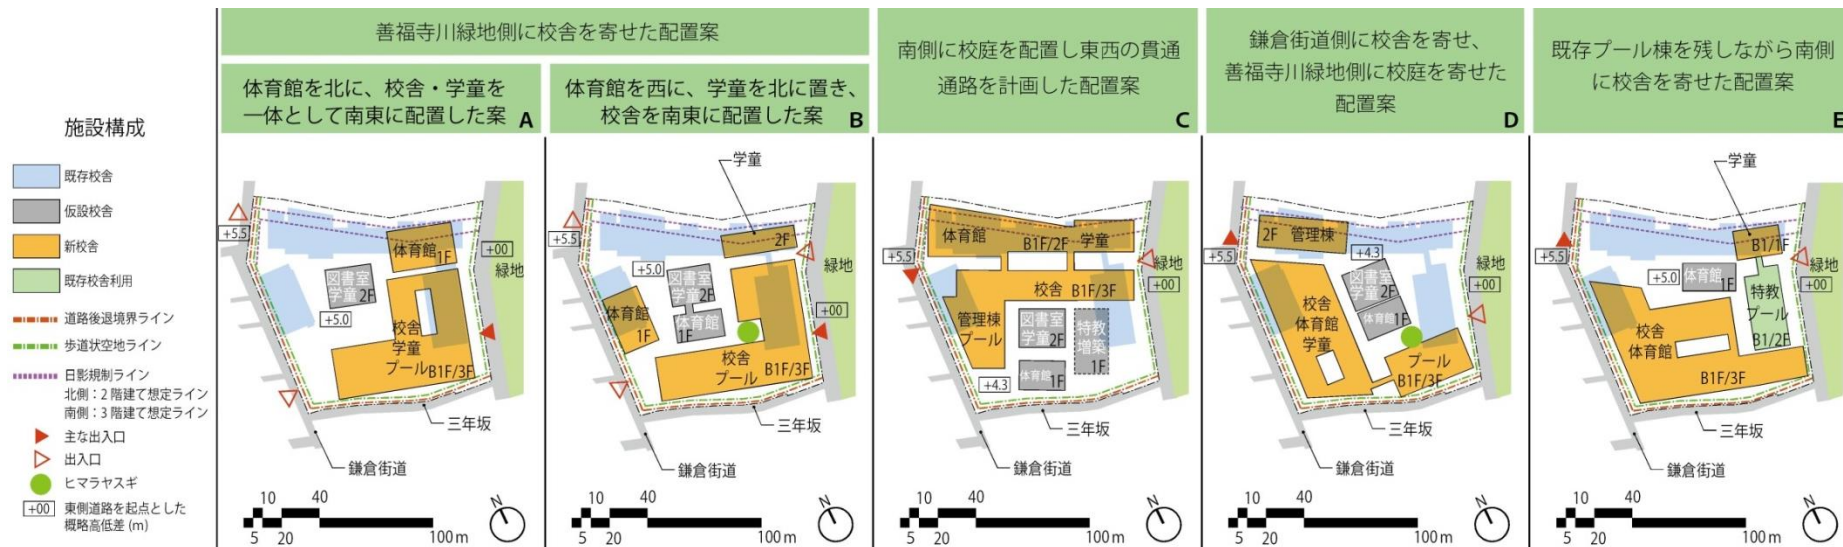 施設構成
既存校舎
仮設校舎
新校舎
既存校舎利用
道路後退境界ライン
歩道状空地ライン
日影規制ライン
北側：2階建て想定ライン
南側：3階建て想定ライン
主な出入口
出入口
ヒマラヤスギ
+00 東側道路を起点とした
概略高低差 (m)
善福寺川緑地側に校舎を寄せた配置案
体育館を北に、校舎・学童を
一体として南東に配置した案 A
+5.5
体育館
1F
+00
緑地
図書室
学童 2F
+5.0
校舎
学童
プール B1F/3F
三年坂
鎌倉街道
10 40
5 20 100m
N
体育館を西に、学童を北に置き、
校舎を南東に配置した案 B
学童
+5.5
2F
+5.0
緑地
図書室
学童 2F
+00
体育館
1F
体育館
1F
校舎
プール B1F/3F
三年坂
鎌倉街道
10 40
5 20 100m
N
南側に校庭を配置し東西の貫通
通路を計画した配置案
C
体育館 B1F/2F 学童
+5.5
緑地
+00
校舎 B1F/3F
管理棟
プール
図書室
学童 2F
特教
増築
1F
体育館 1F
+4.3
三年坂
鎌倉街道
10 40
5 20 100m
N
鎌倉街道側に校舎を寄せ、
善福寺川緑地側に校庭を寄せた
配置案
D
2F 管理棟
+5.5
+4.3
緑地
+00
図書室
学童 2F
体育館 1F
校舎
体育館
学童
プール
B1F/3F
三年坂
鎌倉街道
10 40
5 20 100m
N
既存プール棟を残しながら南側
に校舎を寄せた配置案
E
学童
B1/1F
+5.5
緑地
+5.0
体育館
1F
+00
特教
プール
B1/2F
校舎
体育館
B1F/3F
三年坂
鎌倉街道
10 40
5 20 100m
N